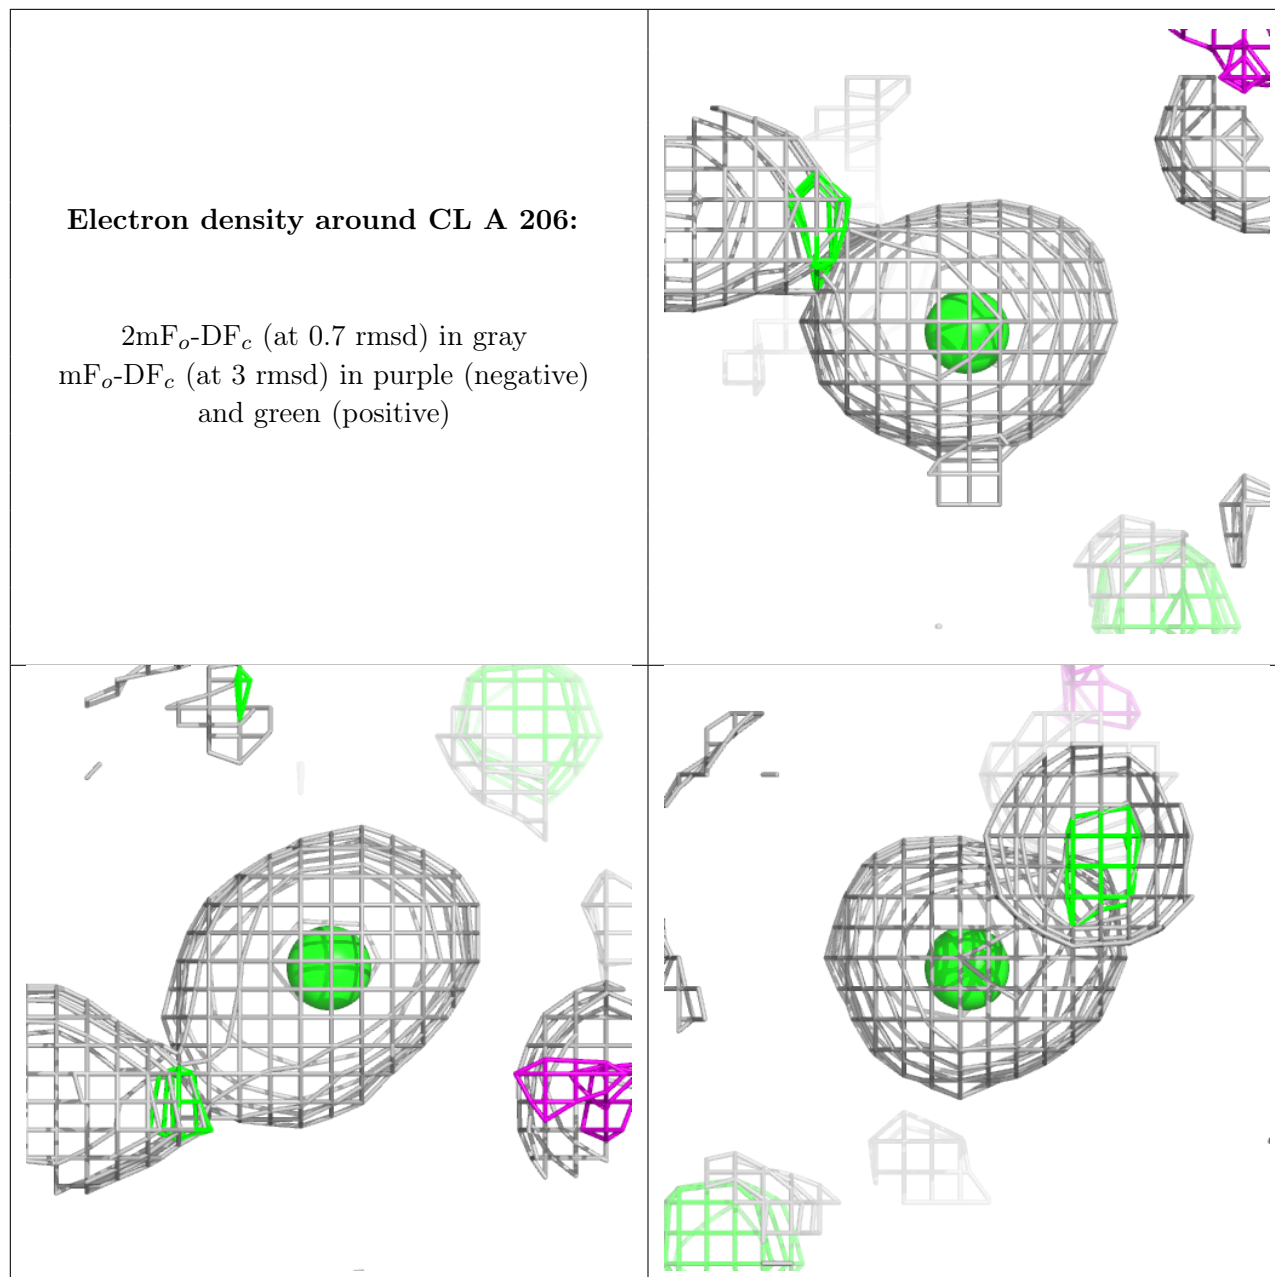 Electron density around CL A 206:
2mFo-DFc (at 0.7 rmsd) in gray
mFo-DFc (at 3 rmsd) in purple (negative)
and green (positive)